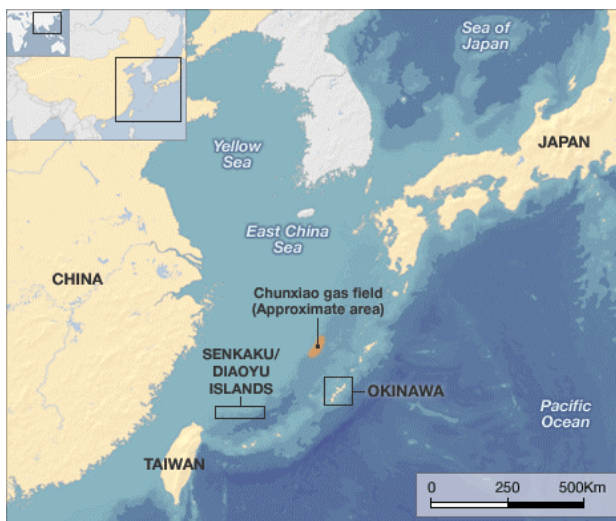 Sea of
Japan
JAPAN
Yellow
Sea
East China
Sea
CHINA
Chunxiao gas field
(Approximate area)
SENKAKU/
DIAOYU
ISLANDS
OKINAWA
Pacific
Ocean
TAIWAN
0 250 500Km